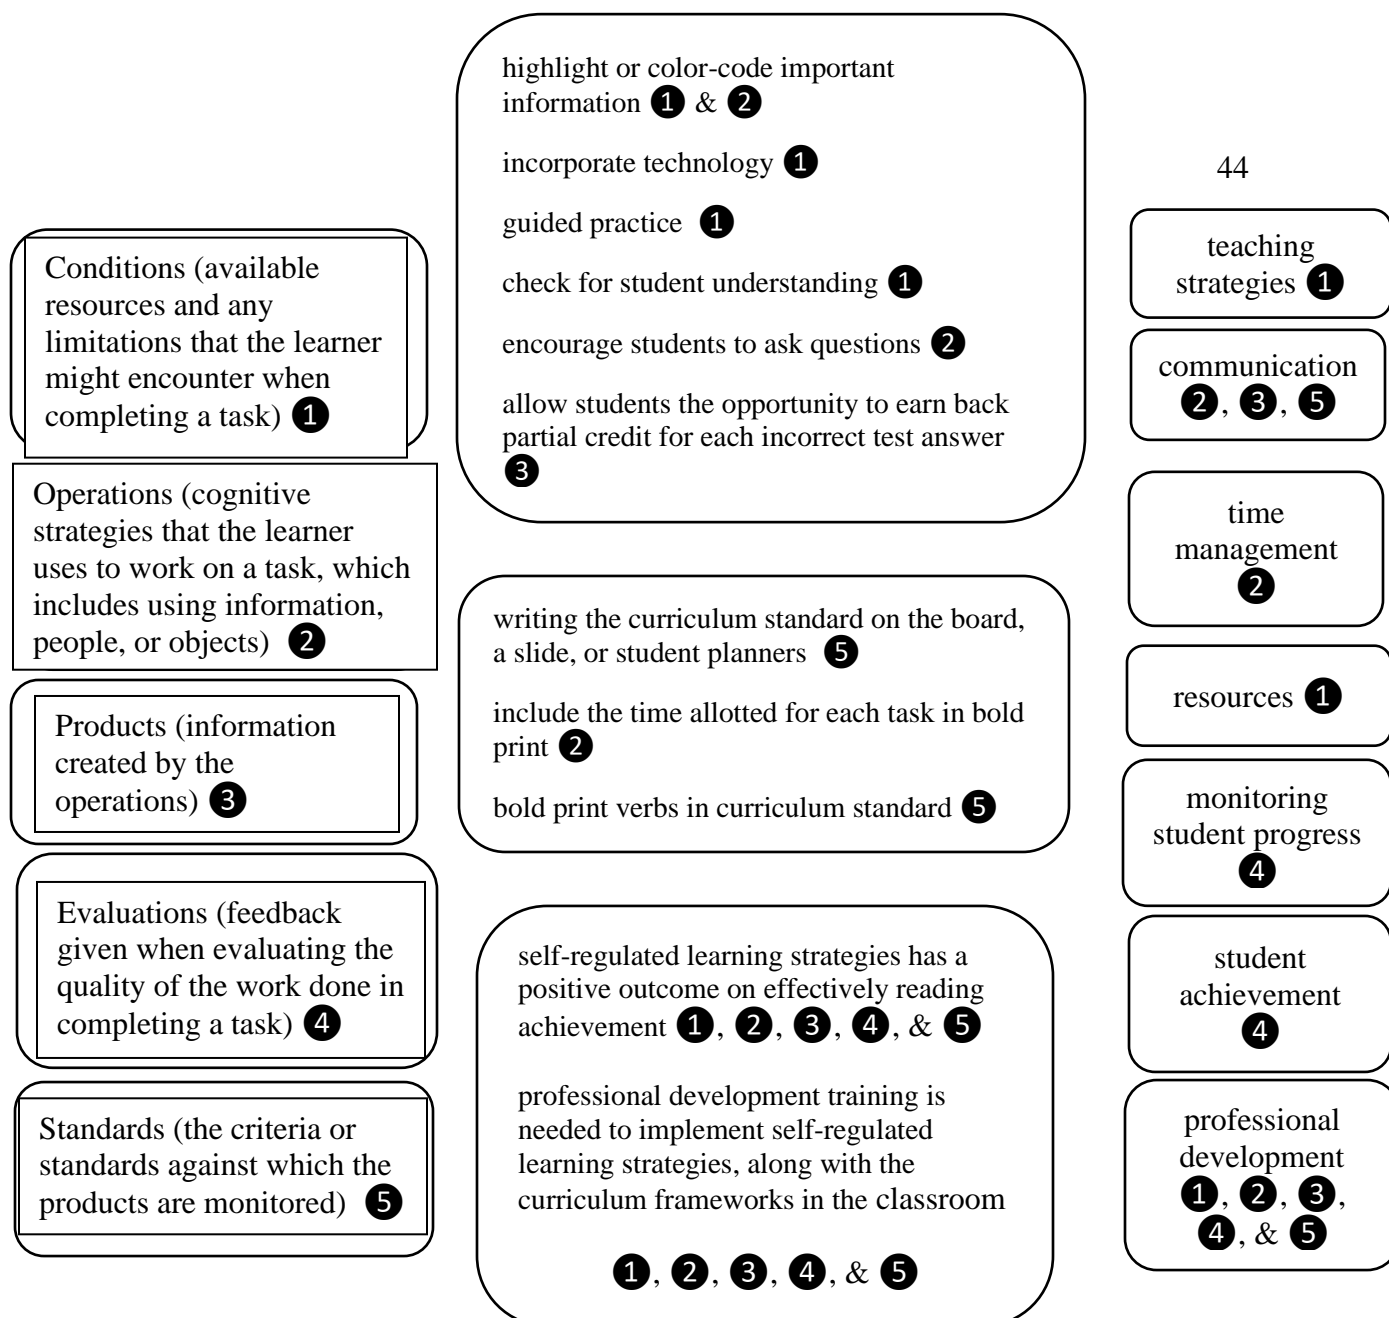 44
Conditions (available
resources and any
limitations that the learner
might encounter when
completing a task) ❶
Operations (cognitive
strategies that the learner
uses to work on a task, which
includes using information,
people, or objects) ❷
Products (information
created by the
operations) ❸
Evaluations (feedback
given when evaluating the
quality of the work done in
completing a task) ❹
Standards (the criteria or
standards against which the
products are monitored) ❺
highlight or color-code important
information ❶ & ❷
incorporate technology ❶
guided practice ❶
check for student understanding ❶
encourage students to ask questions ❷
allow students the opportunity to earn back
partial credit for each incorrect test answer
❸
writing the curriculum standard on the board,
a slide, or student planners ❺
include the time allotted for each task in bold
print ❷
bold print verbs in curriculum standard ❺
self-regulated learning strategies has a
positive outcome on effectively reading
achievement ❶, ❷, ❸, ❹, & ❺
professional development training is
needed to implement self-regulated
learning strategies, along with the
curriculum frameworks in the classroom
❶, ❷, ❸, ❹, & ❺
teaching
strategies ❶
communication
❷, ❸, ❺
time
management
❷
resources ❶
monitoring
student progress
❹
student
achievement
❹
professional
development
❶, ❷, ❸,
❹, & ❺